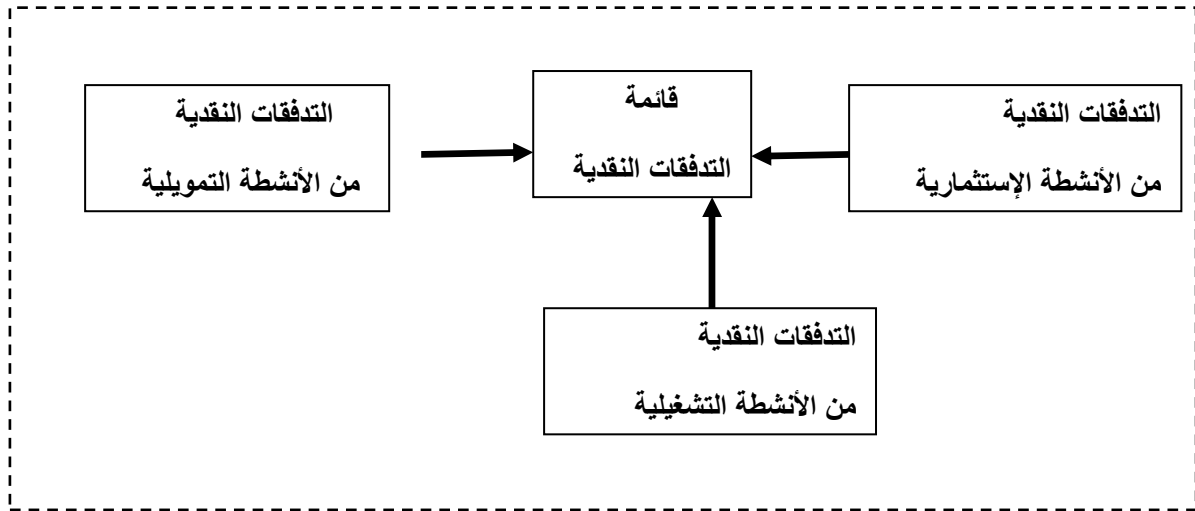 قائمة
التدفقات النقدية
التدفقات النقدية
من الأنشطة الإستثمارية
التدفقات النقدية
من الأنشطة التمويلية
التدفقات النقدية
من الأنشطة التشغيلية